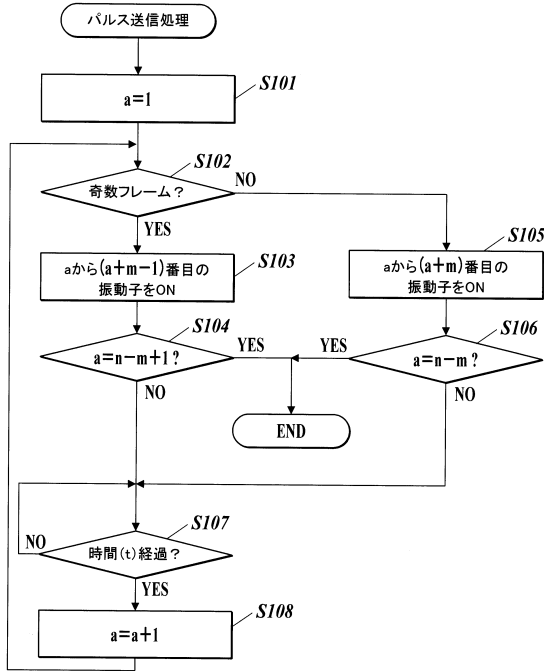 パルス送信処理
S101
a=1
S102
奇数フレーム?
NO
YES
S103
aから(a+m−1)番目の
振動子をON
S105
aから(a+m)番目の
振動子をON
S104
a=n−m+1?
YES
NO
S106
a=n−m?
YES
NO
END
S107
時間(t)経過?
NO
YES
S108
a=a+1